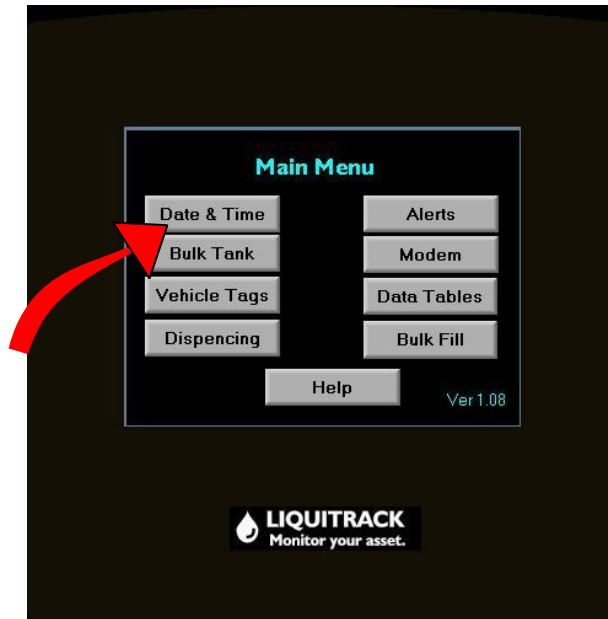 Main Menu
Date & Time
Alerts
Bulk Tank
Modem
Vehicle Tags
Data Tables
Dispencing
Bulk Fill
Help
Ver 1.08
LIQUITRACK
Monitor your asset.